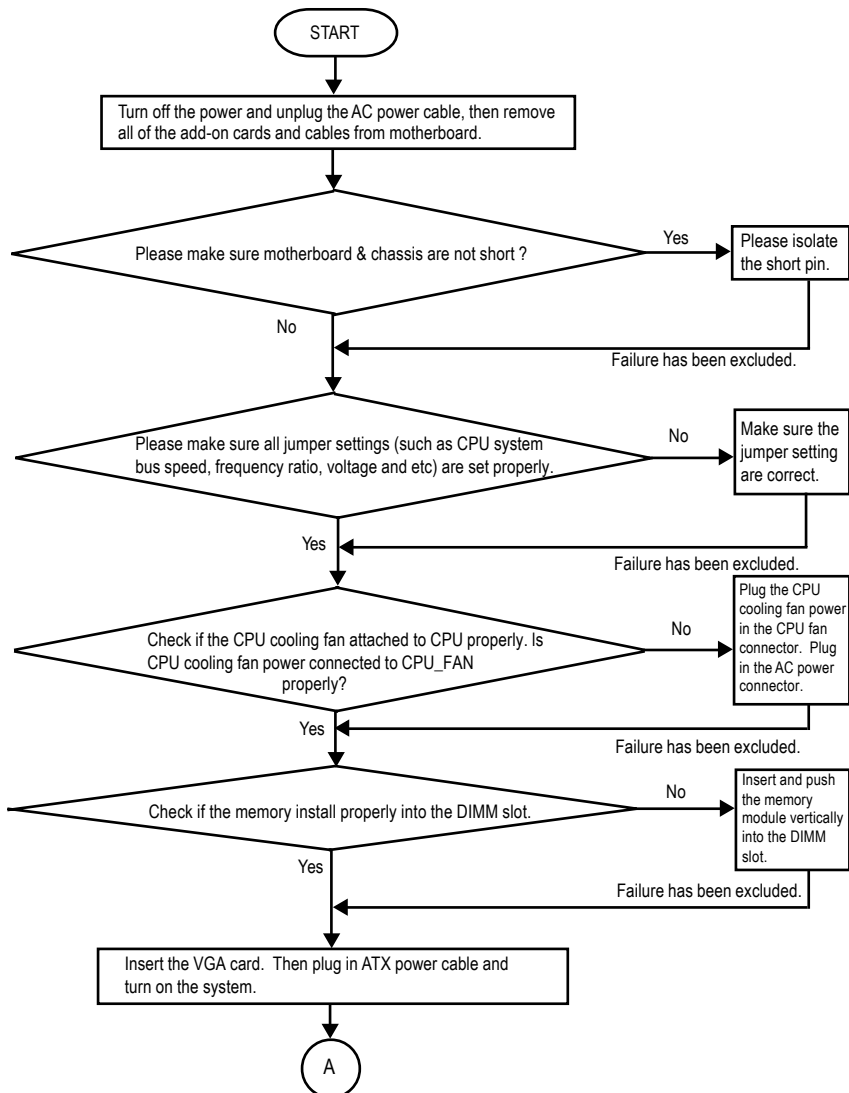 START
Turn off the power and unplug the AC power cable, then remove
all of the add-on cards and cables from motherboard.
Please make sure motherboard & chassis are not short ?
Yes
Please isolate
the short pin.
No
Failure has been excluded.
Please make sure all jumper settings (such as CPU system
bus speed, frequency ratio, voltage and etc) are set properly.
No
Make sure the
jumper setting
are correct.
Yes
Failure has been excluded.
Check if the CPU cooling fan attached to CPU properly. Is
CPU cooling fan power connected to CPU_FAN
properly?
No
Plug the CPU
cooling fan power
in the CPU fan
connector. Plug
in the AC power
connector.
Yes
Failure has been excluded.
Check if the memory install properly into the DIMM slot.
No
Insert and push
the memory
module vertically
into the DIMM
slot.
Yes
Failure has been excluded.
Insert the VGA card. Then plug in ATX power cable and
turn on the system.
A